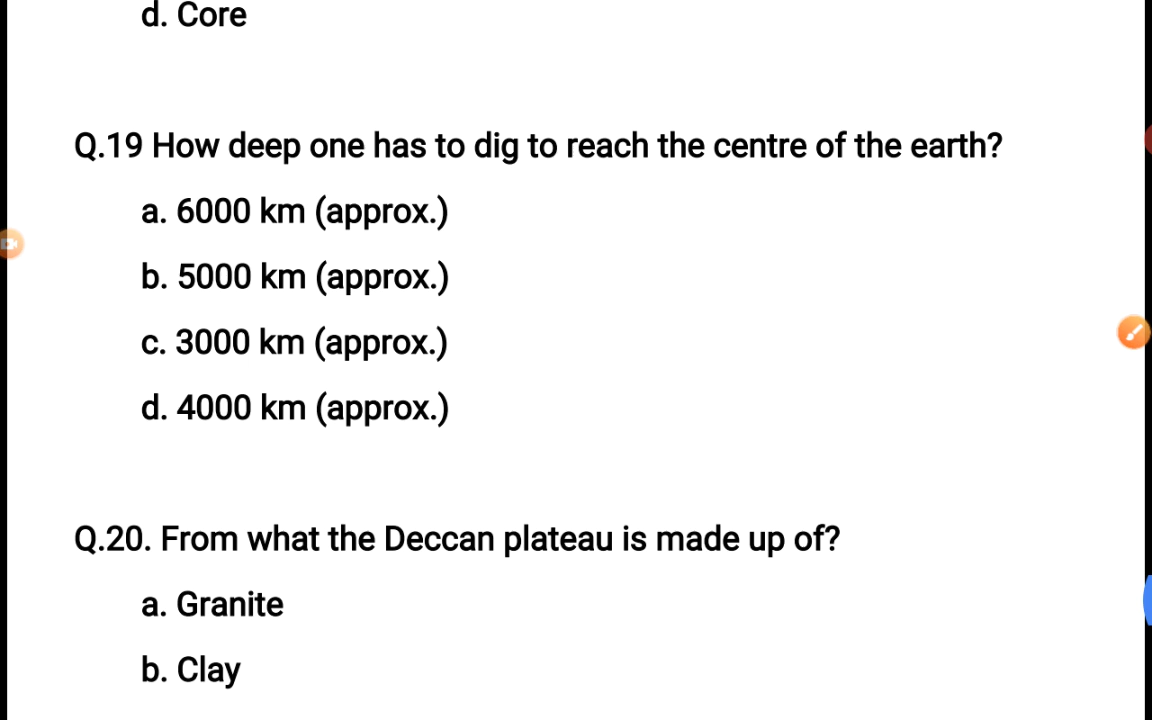 d. Core
Q.19 How deep one has to dig to reach the centre of the earth?
a. 6000 km (approx.)
b. 5000 km (approx.)
c. 3000 km (approx.)
d. 4000 km (approx.)
Q.20. From what the Deccan plateau is made up of?
a. Granite
b. Clay